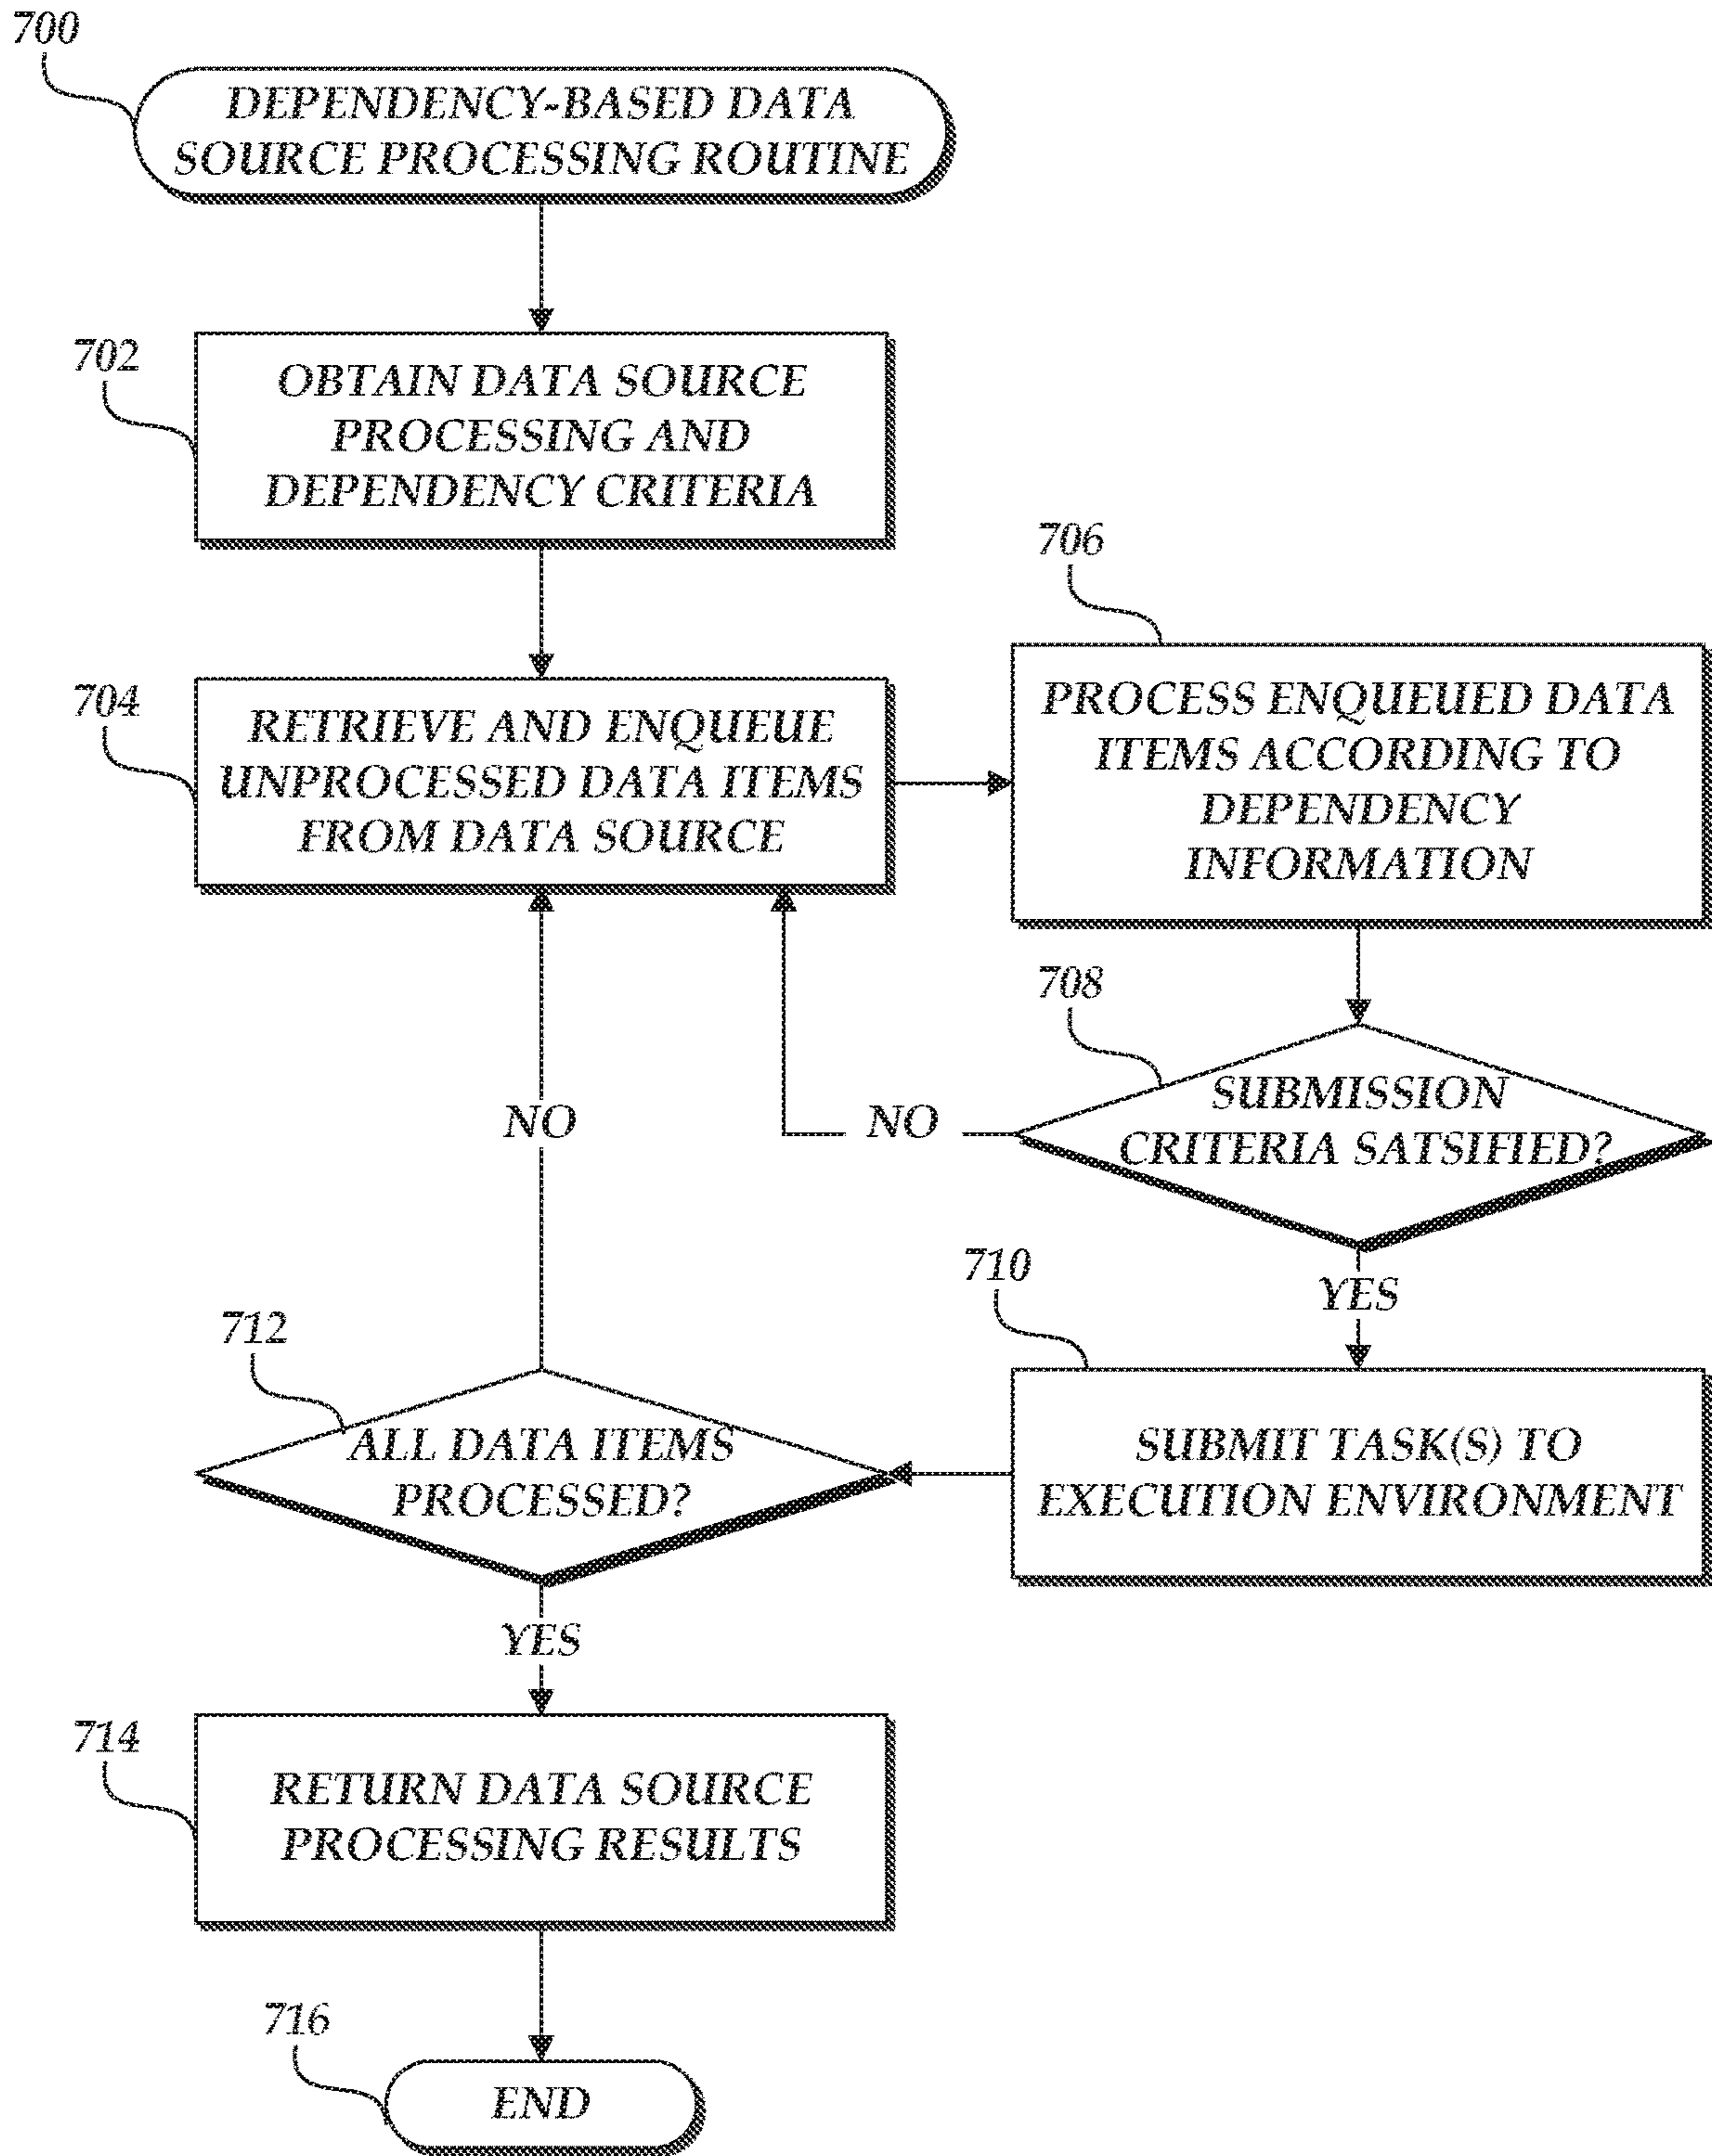 700
DEPENDENCY-BASED DATA
SOURCE PROCESSING ROUTINE
702
OBTAIN DATA SOURCE
PROCESSING AND
DEPENDENCY CRITERIA
704
RETRIEVE AND ENQUEUE
UNPROCESSED DATA ITEMS
FROM DATA SOURCE
706
PROCESS ENQUEUED DATA
ITEMS ACCORDING TO
DEPENDENCY
INFORMATION
708
SUBMISSION
CRITERIA SATSIFIED?
NO
YES
710
SUBMIT TASK(S) TO
EXECUTION ENVIRONMENT
712
ALL DATA ITEMS
PROCESSED?
NO
YES
714
RETURN DATA SOURCE
PROCESSING RESULTS
716
END